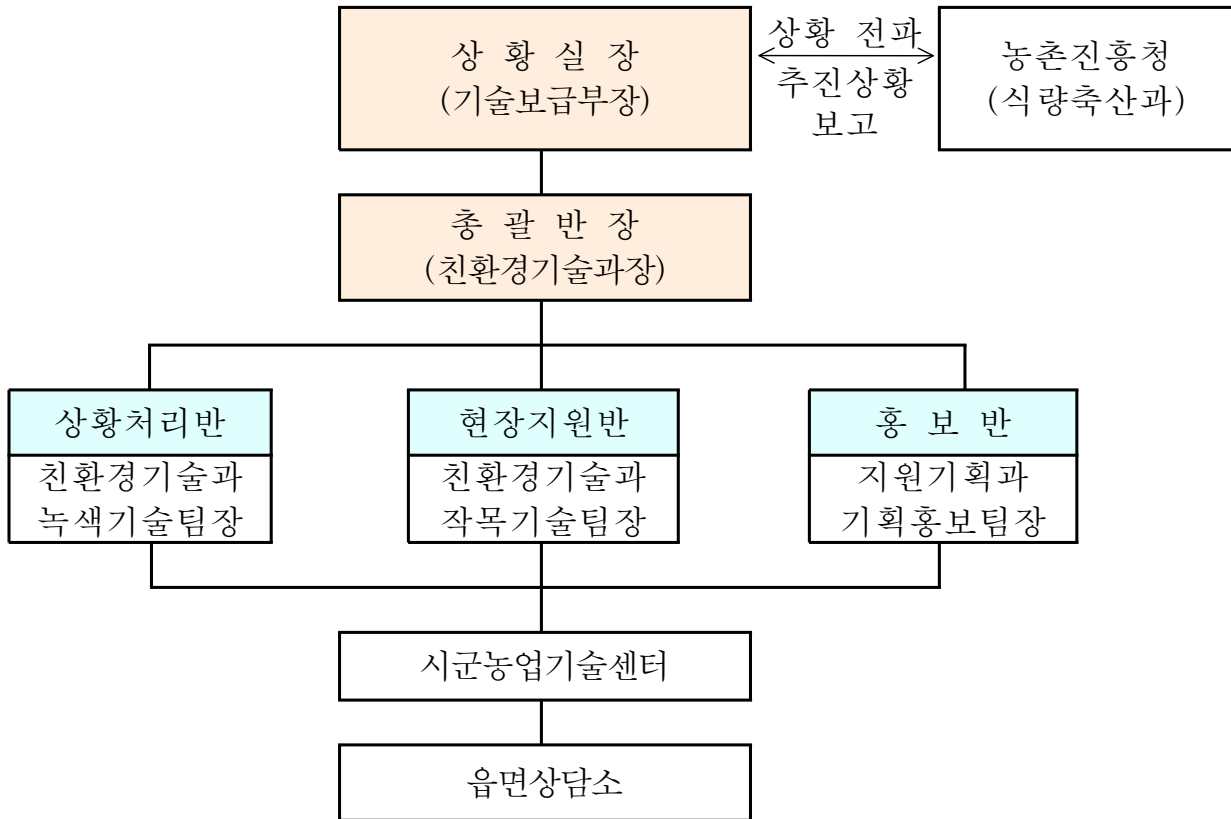 상 황 실 장
(기술보급부장)
상황 전파
추진상황
보고
농촌진흥청
(식량축산과)
총 괄 반 장
(친환경기술과장)
상황처리반
친환경기술과
녹색기술팀장
현장지원반
친환경기술과
작목기술팀장
홍 보 반
지원기획과
기획홍보팀장
시군농업기술센터
읍면상담소